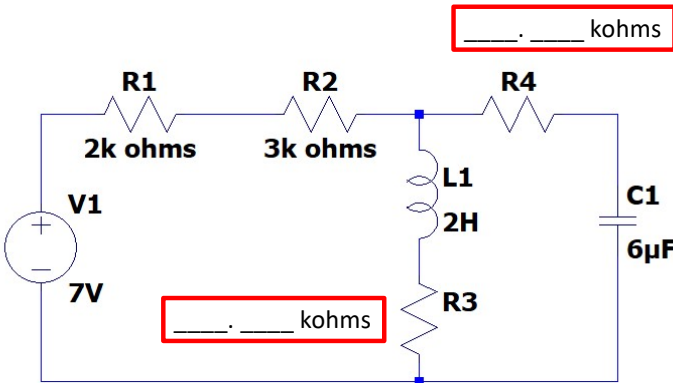 ____. ____ kohms
R1
R2
R4
2k ohms
3k ohms
L1
2H
C1
6µF
V1
+
7V
____. ____ kohms
R3